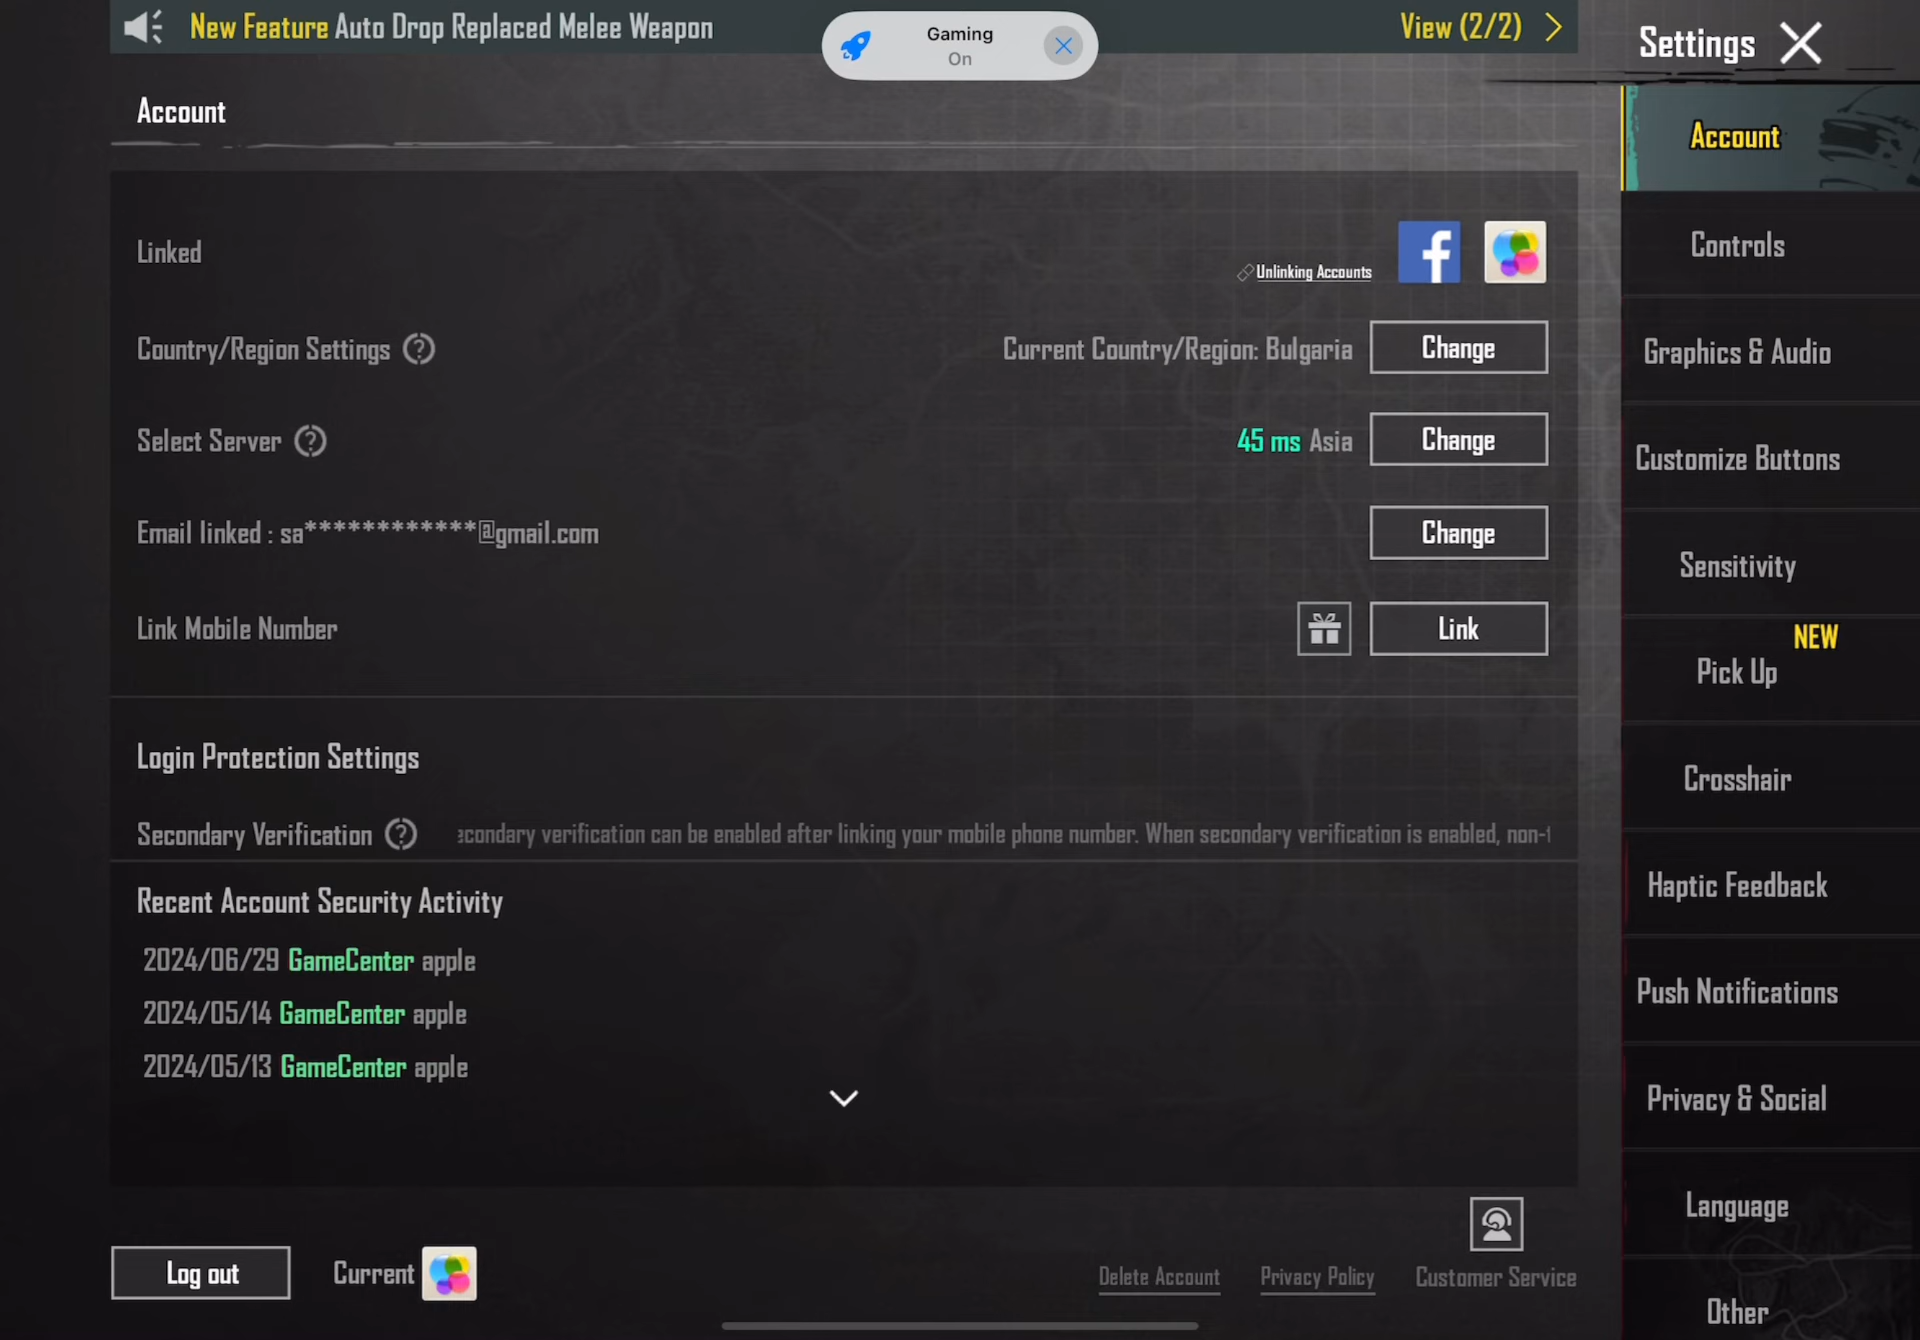 New Feature Auto Drop Replaced Melee Weapon
Gaming
On
View (2/2)
Settings
Account
Linked
Unlinking Accounts
Country/Region Settings
Current Country/Region: Bulgaria
Change
Select Server
45 ms Asia
Change
Email linked : sa************@gmail.com
Change
Link Mobile Number
Link
Login Protection Settings
Secondary Verification
econdary verification can be enabled after linking your mobile phone number. When secondary verification is enabled, non-t
Recent Account Security Activity
2024/06/29 GameCenter apple
2024/05/14 GameCenter apple
2024/05/13 GameCenter apple
Log out
Current
Delete Account
Privacy Policy
Customer Service
Account
Controls
Graphics & Audio
Customize Buttons
Sensitivity
NEW
Pick Up
Crosshair
Haptic Feedback
Push Notifications
Privacy & Social
Language
Other